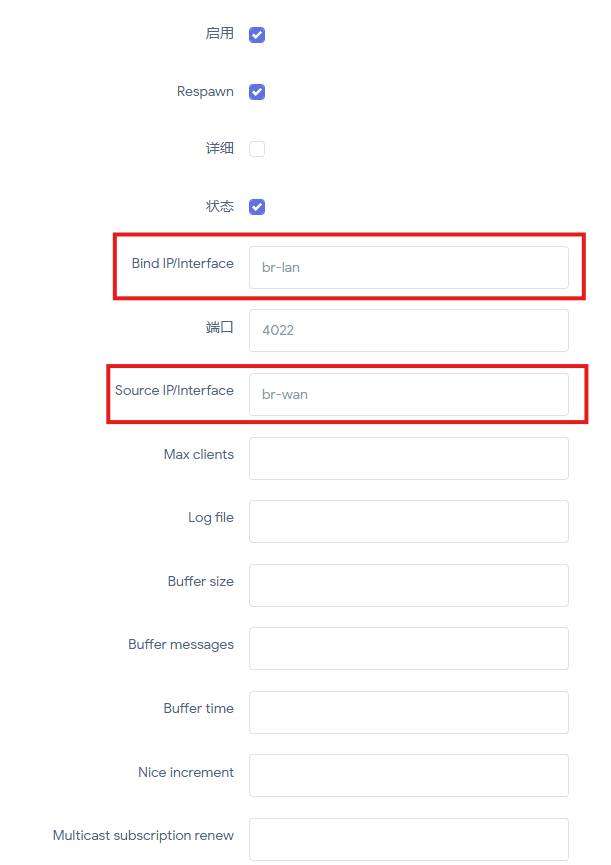 启用
Respawn
详细
状态
Bind IP/Interface br-lan
端口 4022
Source IP/Interface br-wan
Max clients
Log file
Buffer size
Buffer messages
Buffer time
Nice increment
Multicast subscription renew